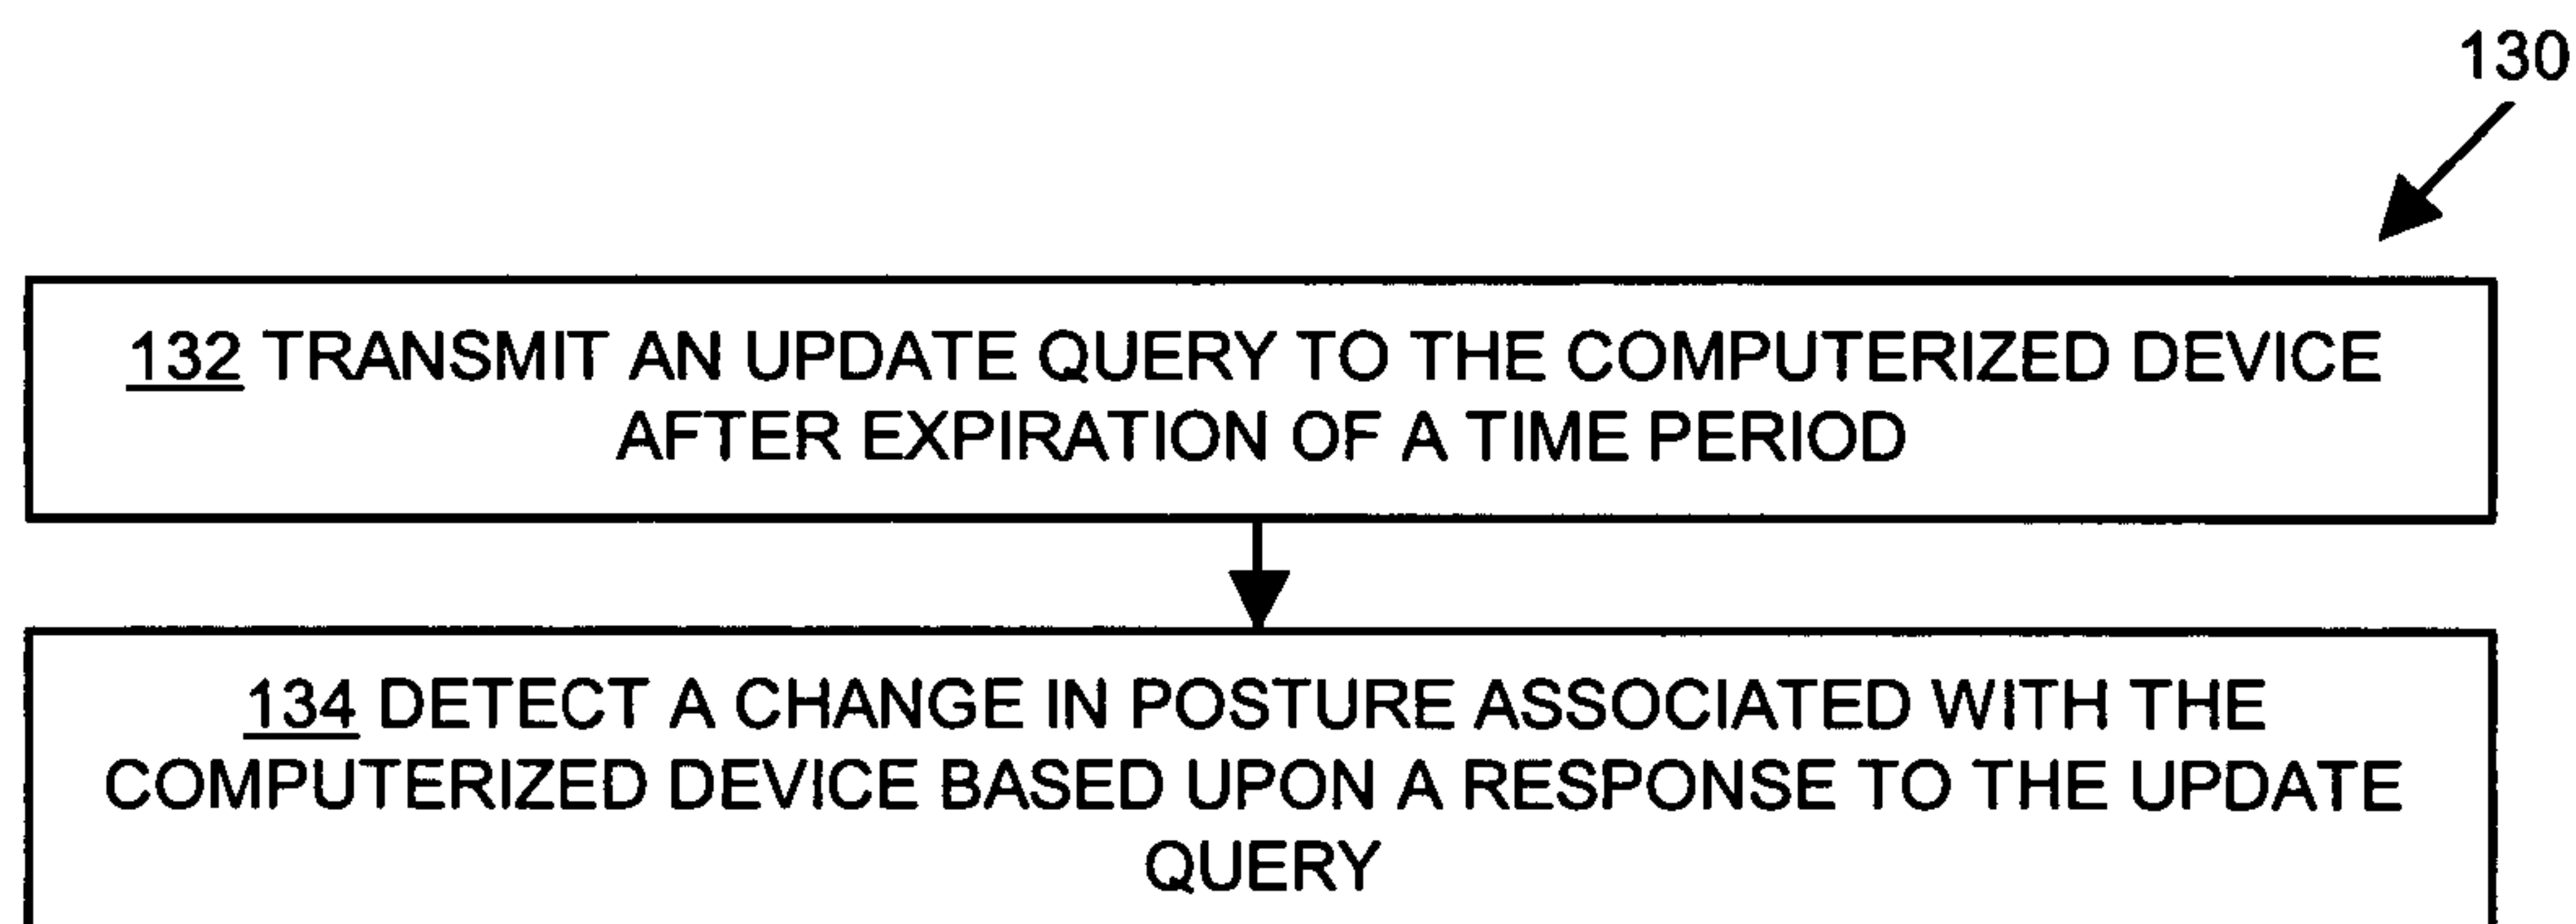 130
132 TRANSMIT AN UPDATE QUERY TO THE COMPUTERIZED DEVICE
AFTER EXPIRATION OF A TIME PERIOD
134 DETECT A CHANGE IN POSTURE ASSOCIATED WITH THE
COMPUTERIZED DEVICE BASED UPON A RESPONSE TO THE UPDATE
QUERY